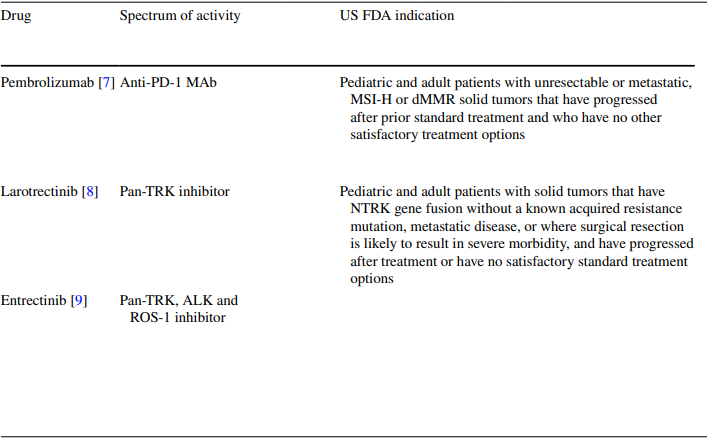 Drug Spectrum of activity US FDA indication
Pembrolizumab [7] Anti-PD-1 MAb Pediatric and adult patients with unresectable or metastatic,
MSI-H or dMMR solid tumors that have progressed
after prior standard treatment and who have no other
satisfactory treatment options
Larotrectinib [8] Pan-TRK inhibitor Pediatric and adult patients with solid tumors that have
NTRK gene fusion without a known acquired resistance
mutation, metastatic disease, or where surgical resection
is likely to result in severe morbidity, and have progressed
after treatment or have no satisfactory standard treatment
options
Entrectinib [9] Pan-TRK, ALK and
ROS-1 inhibitor